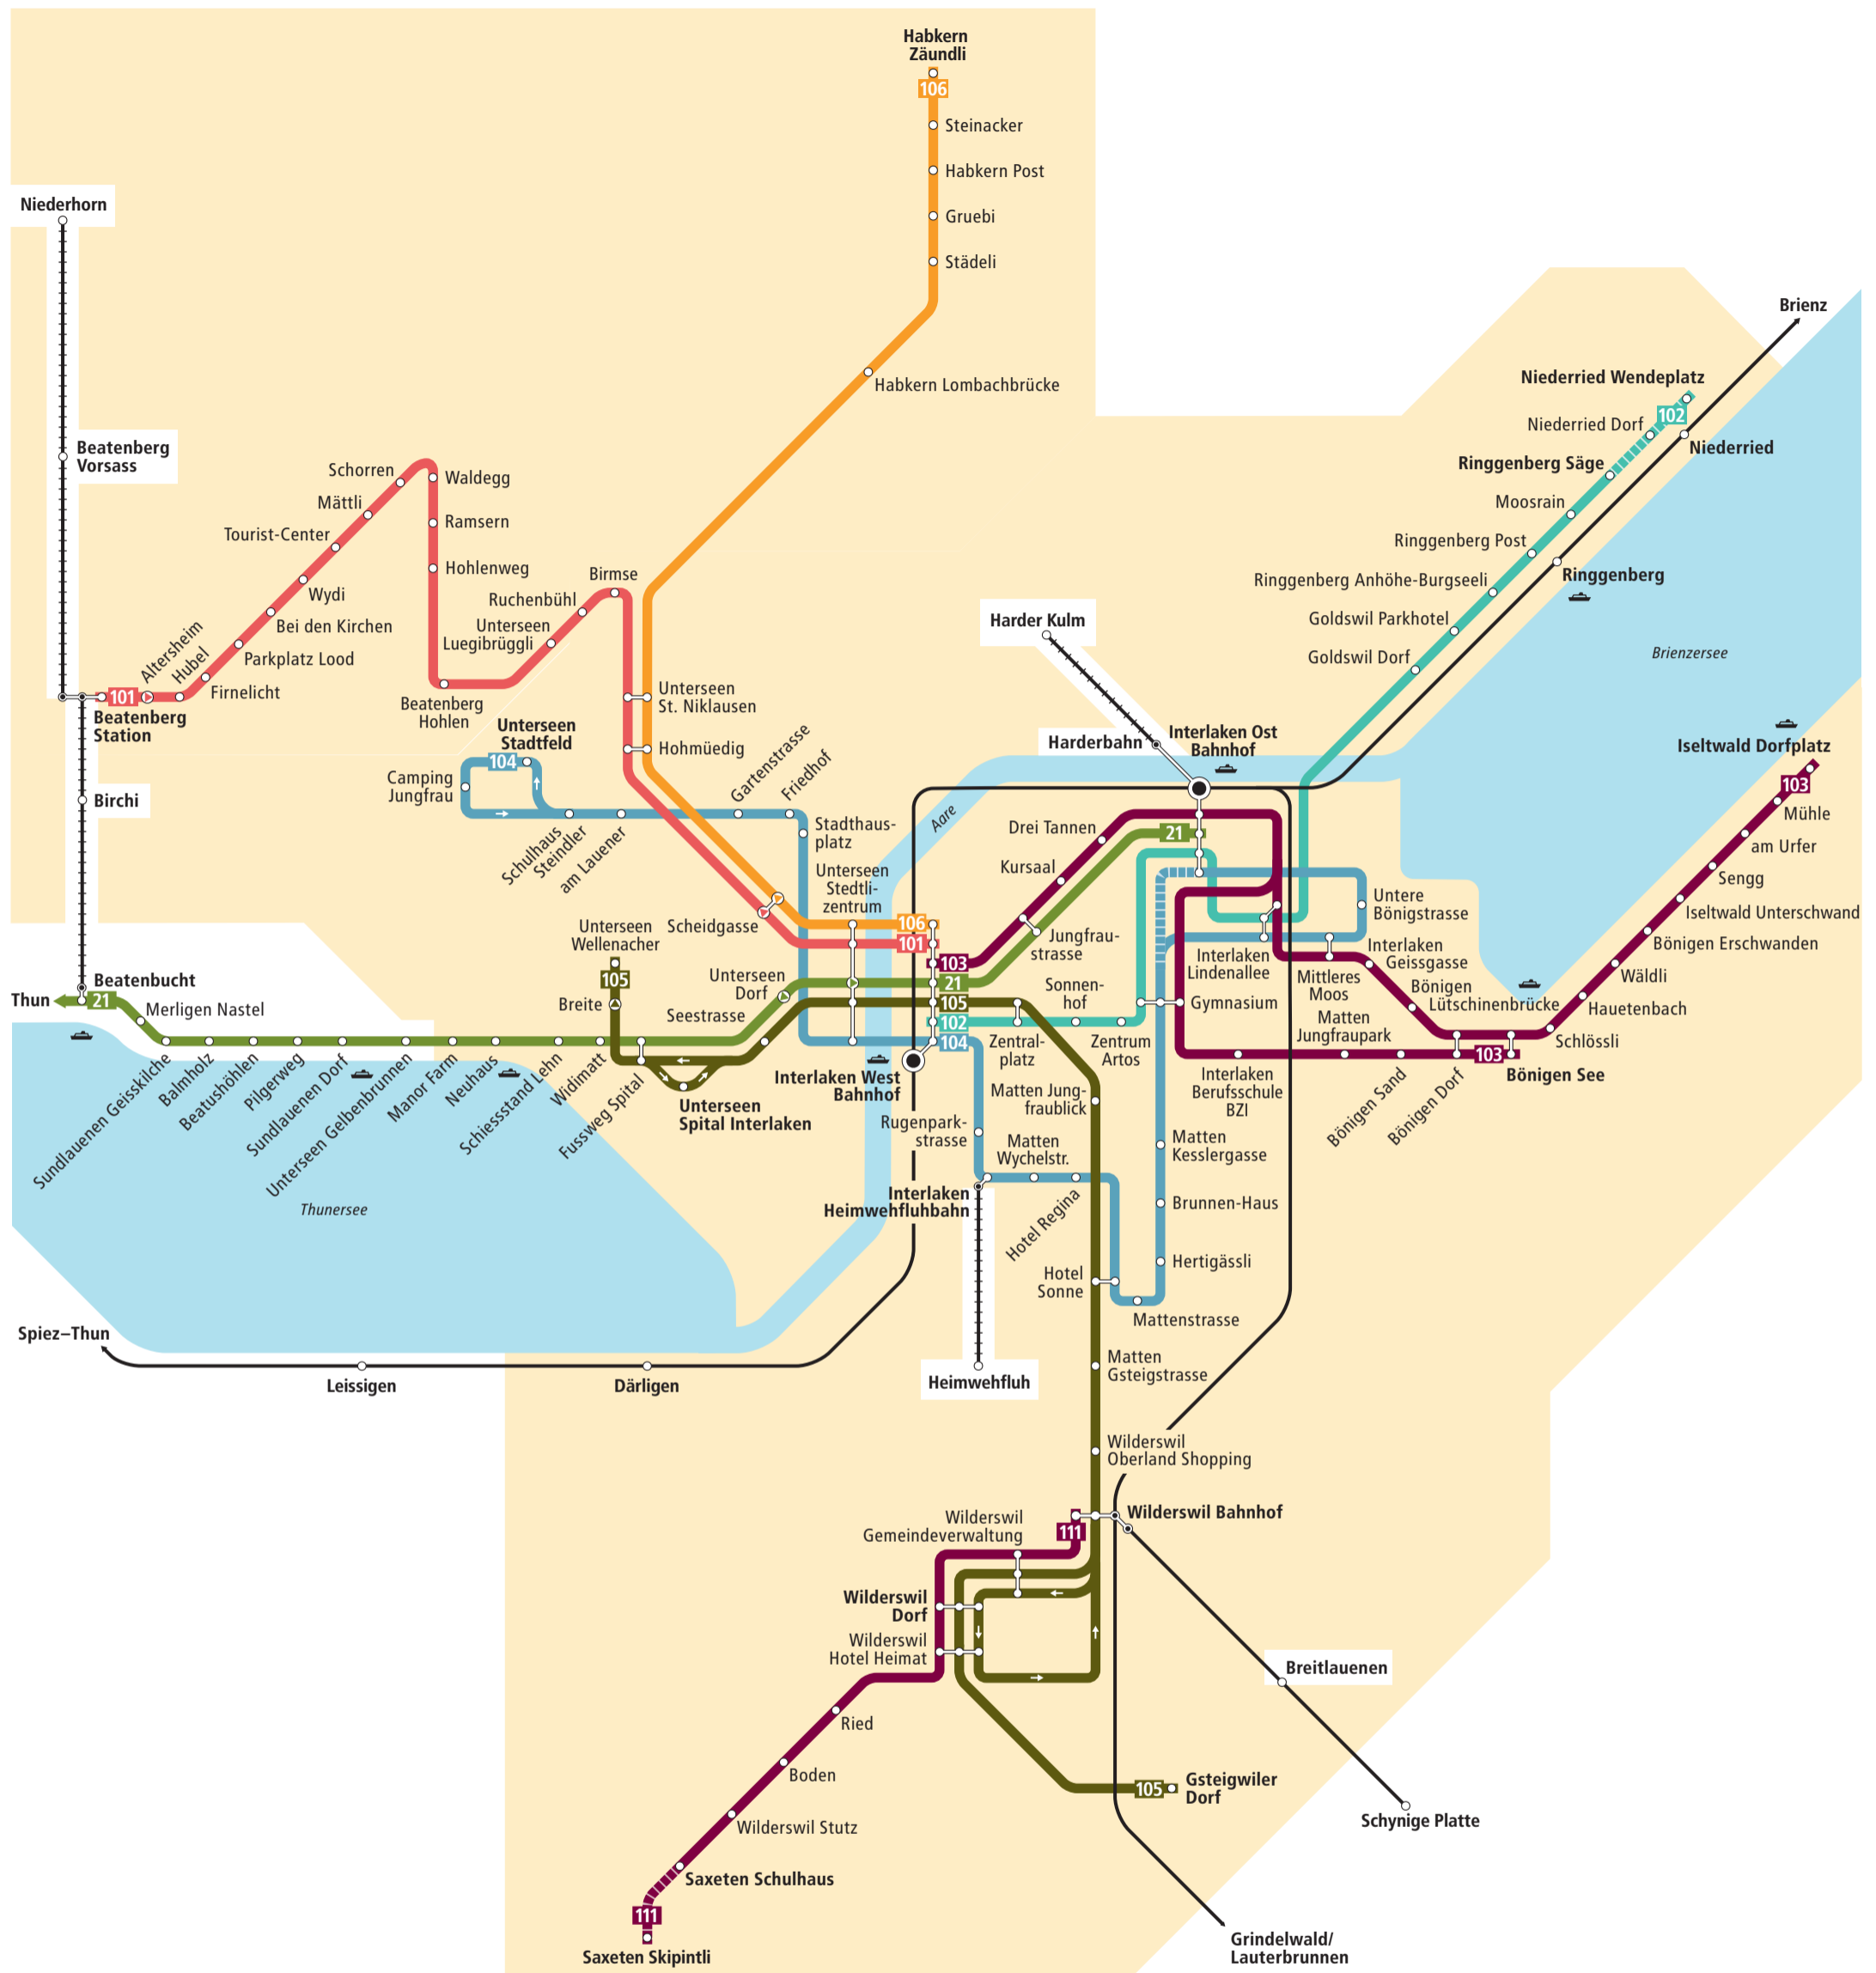 Habkern
Zäundli
106
Steinacker
Habkern Post
Gruebi
Städeli
Habkern Lombachbrücke
Niederhorn
Beatenberg
Vorsass
Schorren
Mättli
Tourist-Center
Wydi
Bei den Kirchen
Parkplatz Lood
Altersheim
Hubel
Firnelicht
101
Beatenberg
Station
Waldegg
Ramsern
Hohlenweg
Birmse
Ruchenbühl
Unterseen
Luegibrüggli
Beatenberg
Hohlen
Unterseen
St. Niklausen
Hohmüedig
Unterseen
Stadtfeld
104
Camping
Jungfrau
Schulhaus
Steindler
am Lauener
Gartenstrasse
Friedhof
Stadthaus-
platz
Unterseen
Stedtli-
zentrum
Scheidgasse
Birchi
Beatenbucht
Thun
21
Merligen Nastel
Unterseen
Wellenacher
105
Breite
Unterseen
Dorf
Seestrasse
Sundlauenen Geisskilche
Balmholz
Beatushöhlen
Pilgerweg
Sundlauenen Dorf
Unterseen Gelbenbrunnen
Manor Farm
Neuhaus
Schiessstand Lehn
Widimatt
Fussweg Spital
Unterseen
Spital Interlaken
Interlaken West
Bahnhof
106
101
103
21
105
102
104
Aare
Brienz
Niederried Wendeplatz
102
Niederried Dorf
Niederried
Ringgenberg Säge
Moosrain
Ringgenberg Post
Ringgenberg
Ringgenberg Anhöhe-Burgseeli
Goldswil Parkhotel
Goldswil Dorf
Brienzersee
Harder Kulm
Harderbahn
Interlaken Ost
Bahnhof
Drei Tannen
21
Kursaal
Jungfrau-
strasse
Sonnen-
hof
Zentral-
platz
Zentrum
Artos
Gymnasium
Interlaken
Lindenallee
Untere
Bönigstrasse
Interlaken
Geissgasse
Mittleres
Moos
Bönigen
Lütschinenbrücke
Matten
Jungfraupark
Interlaken
Berufsschule
BZI
Bönigen Sand
Bönigen Dorf
103
Bönigen See
Iseltwald Dorfplatz
103
Mühle
am Urfer
Sengg
Iseltwald Unterschwand
Bönigen Erschwanden
Wäldli
Hauetenbach
Schlössli
Matten Jung-
fraublick
Rugenpark-
strasse
Matten
Wychelstr.
Interlaken
Heimwehfluhbahn
Hotel Regina
Matten
Kesslergasse
Brunnen-Haus
Hertigässli
Hotel
Sonne
Mattenstrasse
Heimwehfluh
Matten
Gsteigstrasse
Thunersee
Spiez–Thun
Leissigen
Därligen
Wilderswil
Oberland Shopping
Wilderswil Bahnhof
Wilderswil
Gemeindeverwaltung
111
Wilderswil
Dorf
Wilderswil
Hotel Heimat
Ried
Boden
Wilderswil Stutz
Saxeten Schulhaus
111
Saxeten Skipintli
105
Gsteigwiler
Dorf
Breitlauenen
Schynige Platte
Grindelwald/
Lauterbrunnen